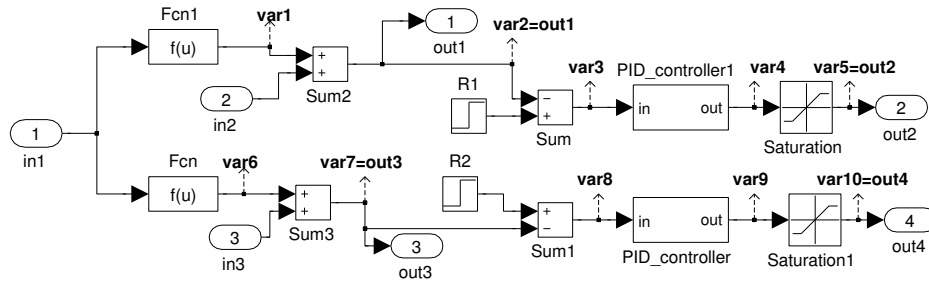 Fcn1
var1
1
out1
var2=out1
f(u)
+
+
Sum2
2
in2
R1
var3
PID_controller1
var4
var5=out2
−
+
Sum
in
out
Saturation
2
out2
1
in1
Fcn
var6
var7=out3
R2
var8
var9
var10=out4
f(u)
+
+
Sum3
3
in3
3
out3
+
−
Sum1
in
out
PID_controller
Saturation1
4
out4